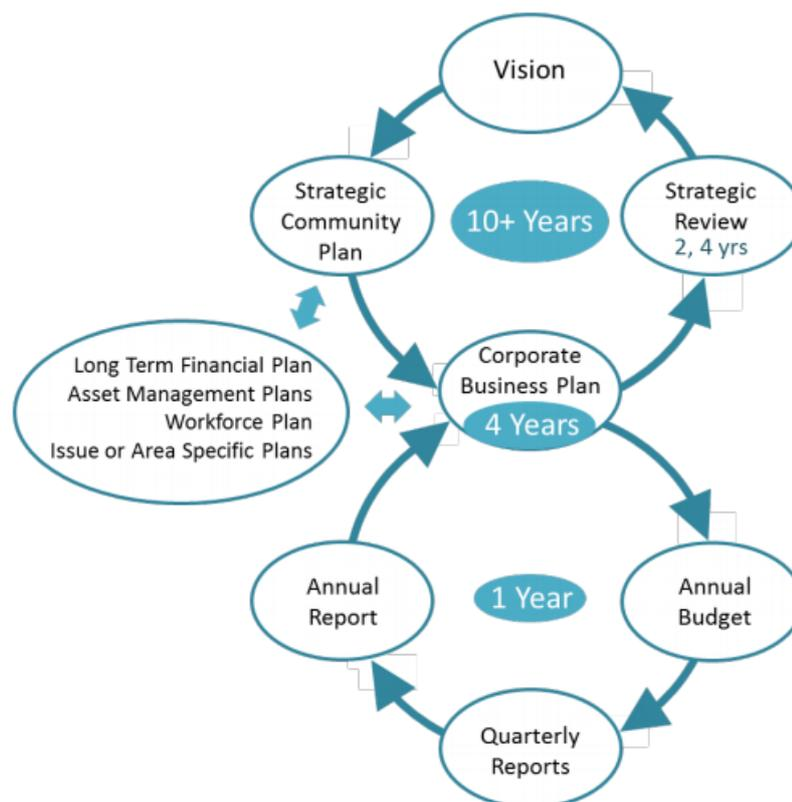 Vision
Strategic
Community
Plan
10+ Years
Strategic
Review
2, 4 yrs
Long Term Financial Plan
Asset Management Plans
Workforce Plan
Issue or Area Specific Plans
Corporate
Business Plan
4 Years
Annual
Report
1 Year
Annual
Budget
Quarterly
Reports